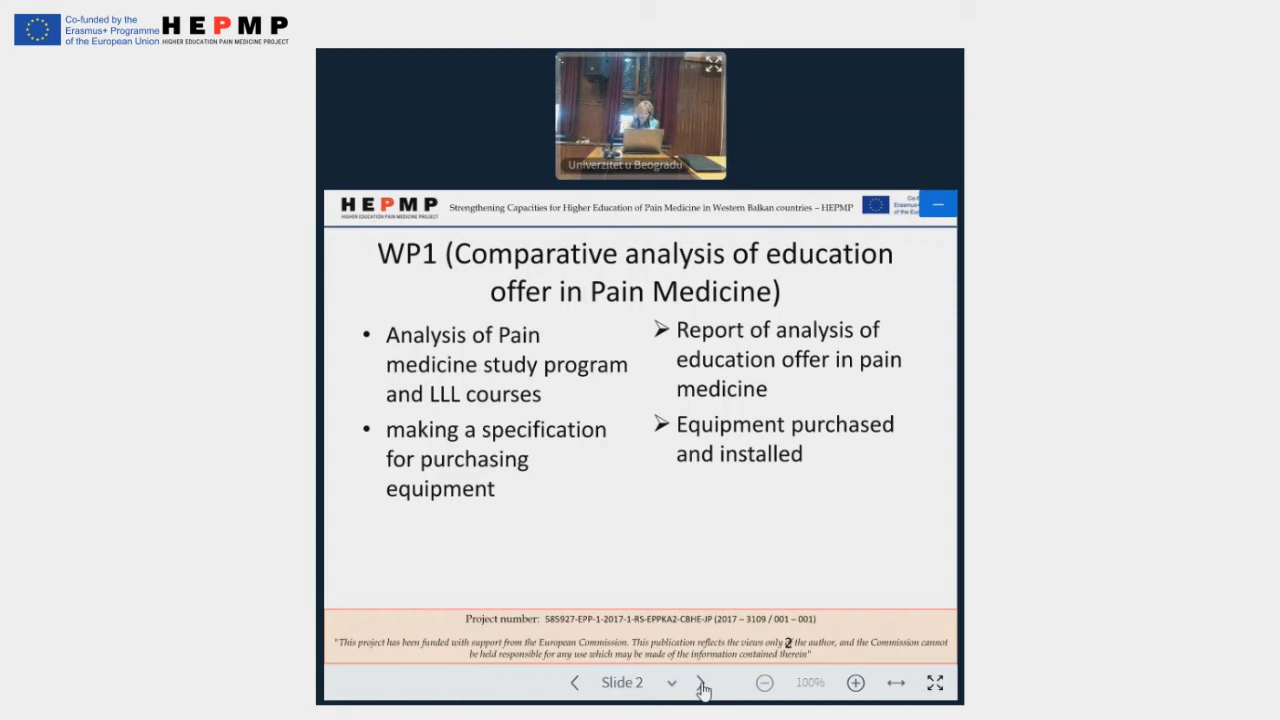 Co-funded by the
Erasmus+ Programme
of the European Union
HEPMP
HIGHER EDUCATION PAIN MEDICINE PROJECT
Univerzitet u Beogradu
HEPMP
HIGHER EDUCATION PAIN MEDICINE PROJECT
Strengthening Capacities for Higher Education of Pain Medicine in Western Balkan countries – HEPMP
Co-f
Erasmus+
of the Eur
WP1 (Comparative analysis of education
offer in Pain Medicine)
• Analysis of Pain
medicine study program
and LLL courses
• making a specification
for purchasing
equipment
➢ Report of analysis of
education offer in pain
medicine
➢ Equipment purchased
and installed
Project number: 585927-EPP-1-2017-1-RS-EPPKA2-CBHE-JP (2017 – 3109 / 001 – 001)
"This project has been funded with support from the European Commission. This publication reflects the views only 2 the author, and the Commission cannot
be held responsible for any use which may be made of the information contained therein"
Slide 2
100%